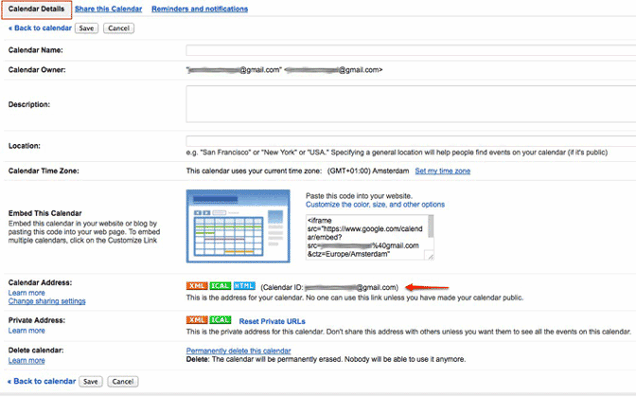 Calendar Details Share this Calendar Reminders and notifications
« Back to calendar Save Cancel
Calendar Name:
Calendar Owner: "@gmail.com" <@gmail.com>
Description:
Location:
e.g. "San Francisco" or "New York" or "USA." Specifying a general location will help people find events on your calendar (if it's public)
Calendar Time Zone: This calendar uses your current time zone: (GMT+01:00) Amsterdam Set my time zone
Embed This Calendar
Embed this calendar in your website or blog by
pasting this code into your web page. To embed
multiple calendars, click on the Customize Link
Paste this code into your website.
Customize the color, size, and other options
<iframe
src="https://www.google.com/calend
ar/embed?
src=%40gmail.com
&ctz=Europe/Amsterdam"
Calendar Address: XML ICAL HTML (Calendar ID: @gmail.com)
Learn more
Change sharing settings
This is the address for your calendar. No one can use this link unless you have made your calendar public.
Private Address: XML ICAL Reset Private URLs
Learn more
This is the private address for this calendar. Don't share this address with others unless you want them to see all the events on this calendar.
Delete calendar: Permanently delete this calendar
Learn more
Delete: The calendar will be permanently erased. Nobody will be able to use it anymore.
« Back to calendar Save Cancel